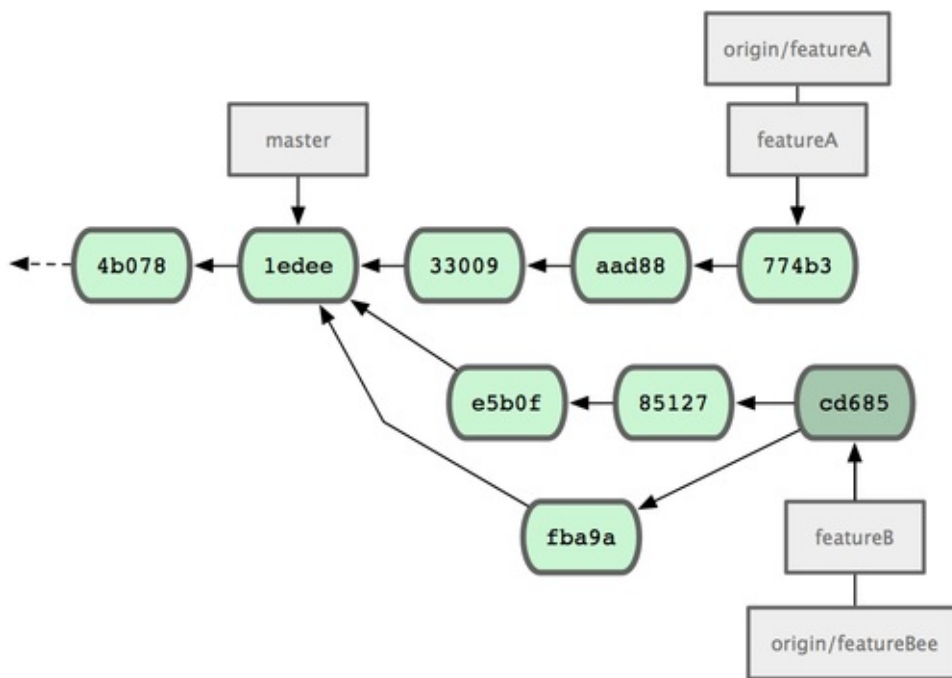 origin/featureA
master
featureA
4b078
1edee
33009
aad88
774b3
e5b0f
85127
cd685
fba9a
featureB
origin/featureBee